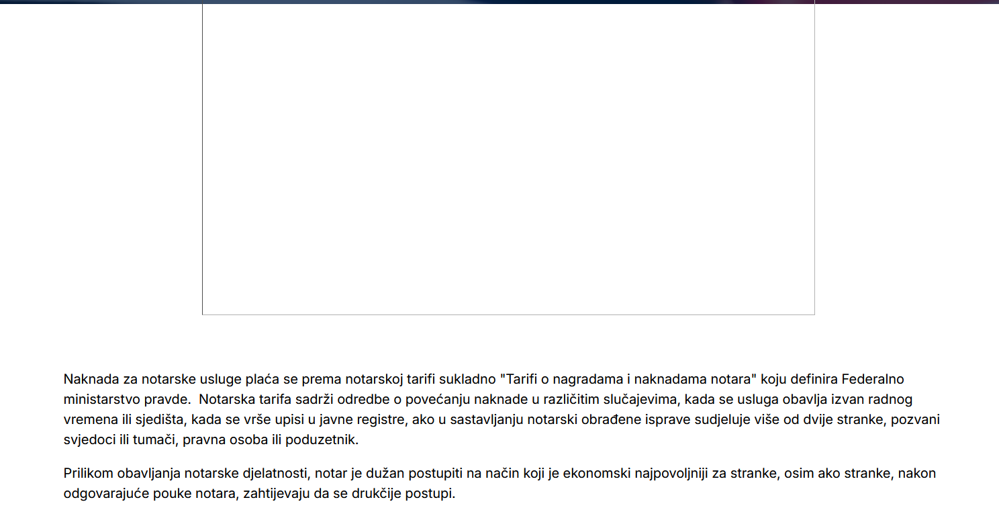 Naknada za notarske usluge plaća se prema notarskoj tarifi sukladno "Tarifi o nagradama i naknadama notara" koju definira Federalno
ministarstvo pravde.  Notarska tarifa sadrži odredbe o povećanju naknade u različitim slučajevima, kada se usluga obavlja izvan radnog
vremena ili sjedišta, kada se vrše upisi u javne registre, ako u sastavljanju notarski obrađene isprave sudjeluje više od dvije stranke, pozvani
svjedoci ili tumači, pravna osoba ili poduzetnik.
Prilikom obavljanja notarske djelatnosti, notar je dužan postupiti na način koji je ekonomski najpovoljniji za stranke, osim ako stranke, nakon
odgovarajuće pouke notara, zahtijevaju da se drukčije postupi.